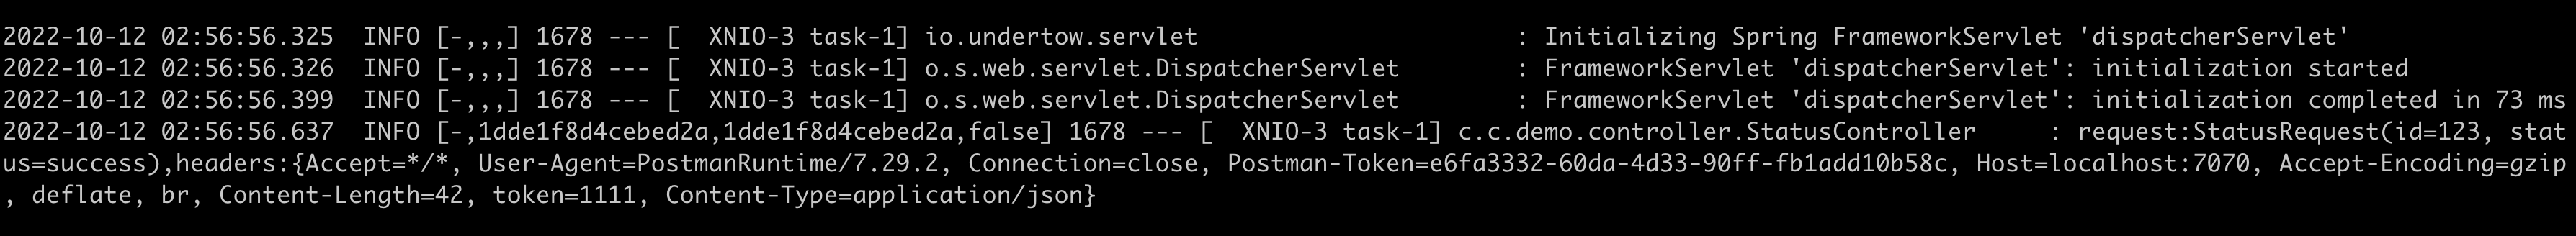 2022-10-12 02:56:56.325  INFO [-,,,] 1678 --- [  XNIO-3 task-1] io.undertow.servlet                      : Initializing Spring FrameworkServlet 'dispatcherServlet'
2022-10-12 02:56:56.326  INFO [-,,,] 1678 --- [  XNIO-3 task-1] o.s.web.servlet.DispatcherServlet        : FrameworkServlet 'dispatcherServlet': initialization started
2022-10-12 02:56:56.399  INFO [-,,,] 1678 --- [  XNIO-3 task-1] o.s.web.servlet.DispatcherServlet        : FrameworkServlet 'dispatcherServlet': initialization completed in 73 ms
2022-10-12 02:56:56.637  INFO [-,1dde1f8d4cebed2a,1dde1f8d4cebed2a,false] 1678 --- [  XNIO-3 task-1] c.c.demo.controller.StatusController     : request:StatusRequest(id=123, stat
us=success),headers:{Accept=*/*, User-Agent=PostmanRuntime/7.29.2, Connection=close, Postman-Token=e6fa3332-60da-4d33-90ff-fb1add10b58c, Host=localhost:7070, Accept-Encoding=gzip
, deflate, br, Content-Length=42, token=1111, Content-Type=application/json}